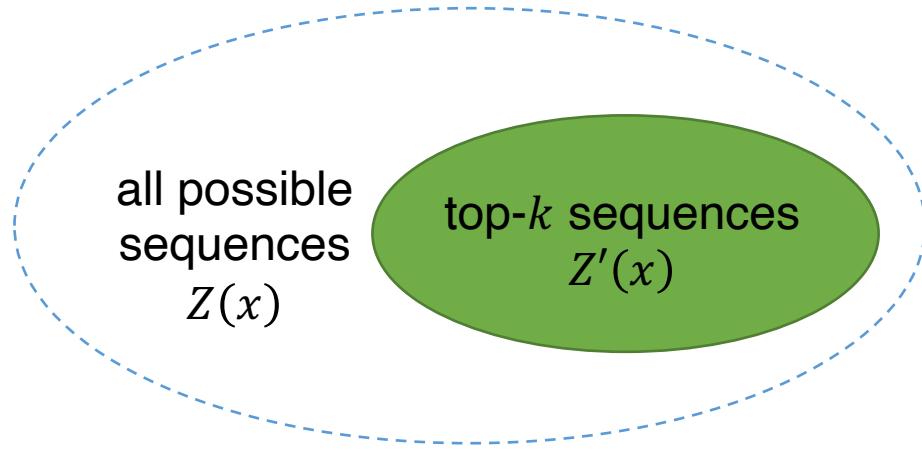 all possible
sequences
Z(x)
top-k sequences
Z′(x)